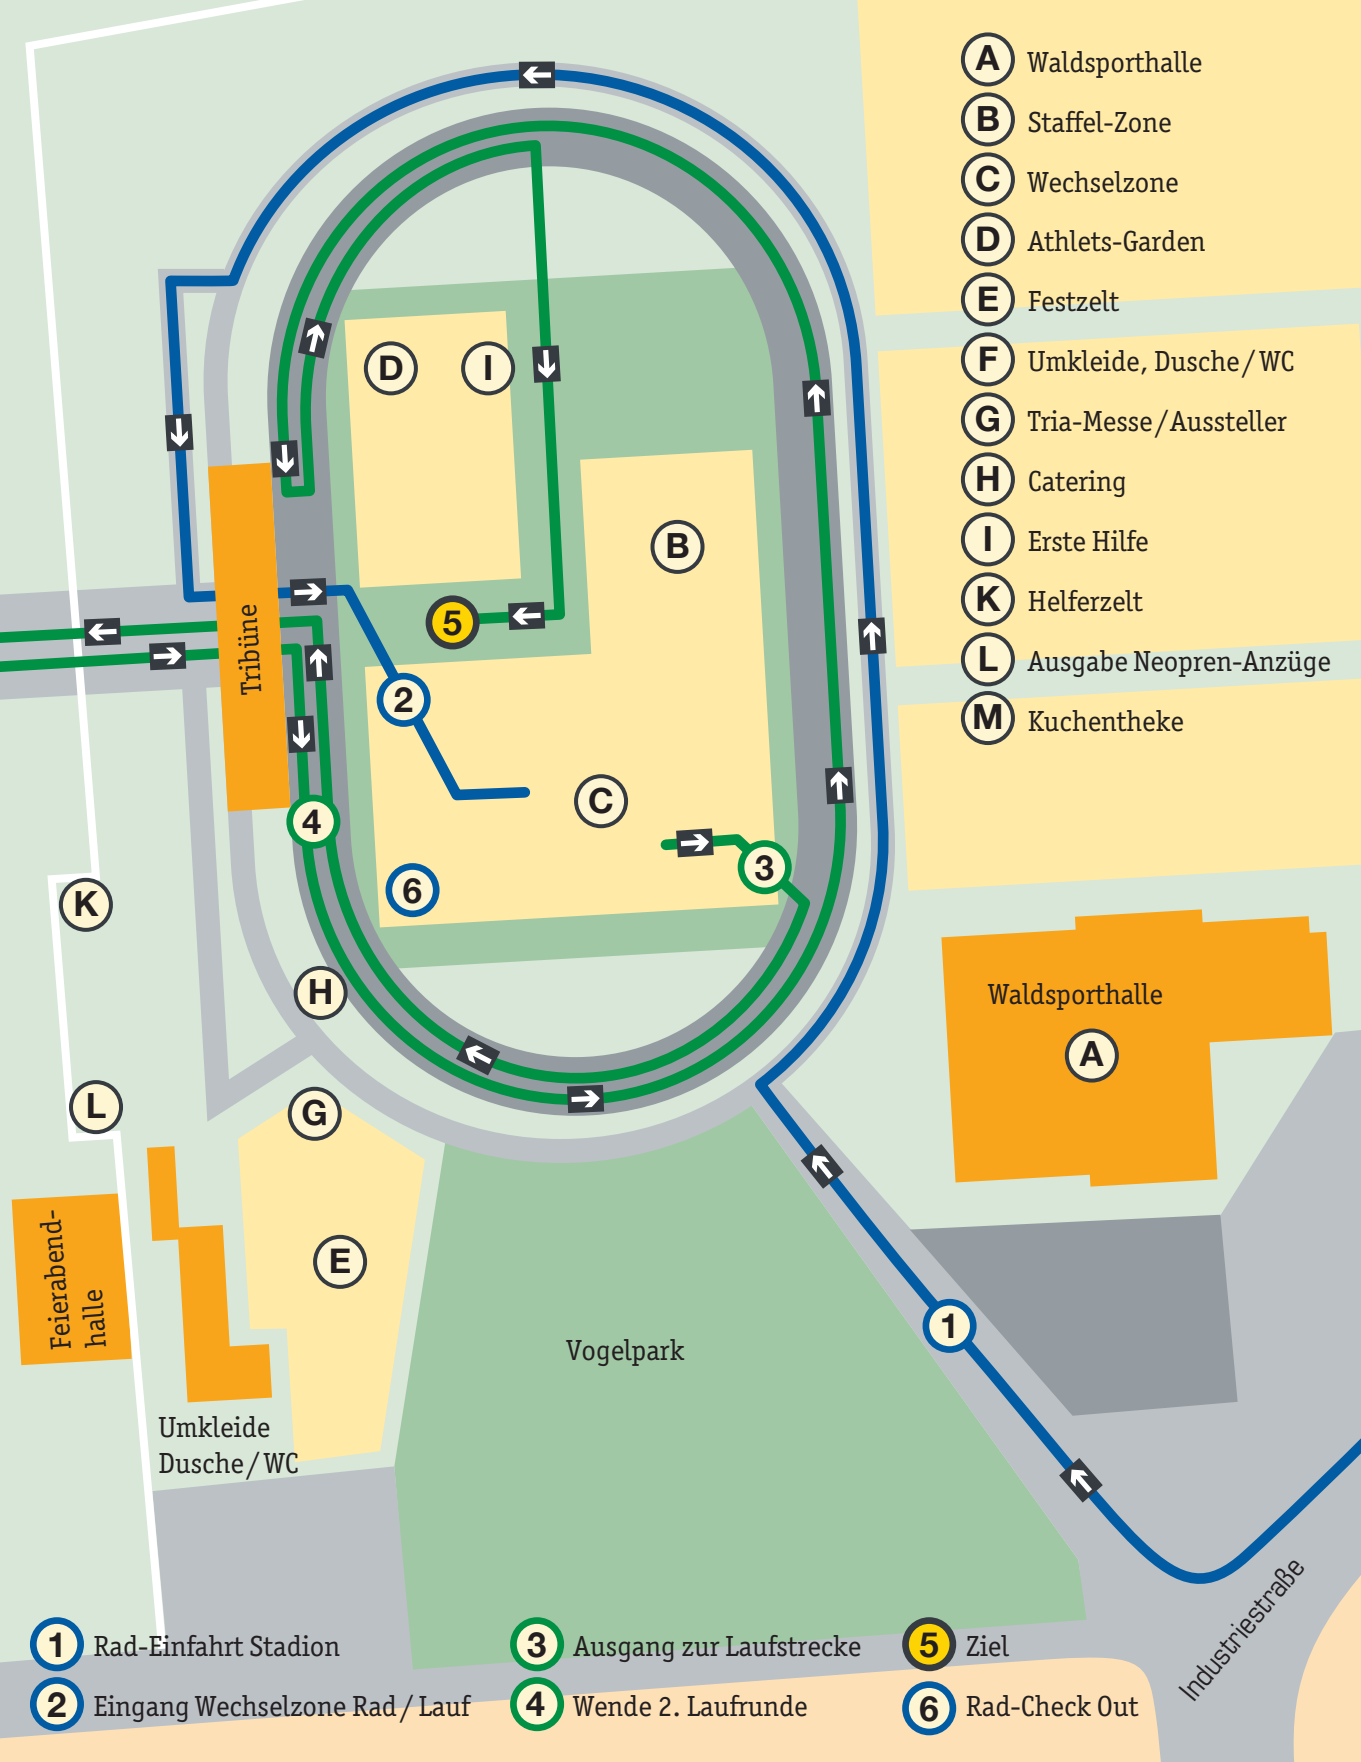 A Waldsporthalle
B Staffel-Zone
C Wechselzone
D Athlets-Garden
E Festzelt
F Umkleide, Dusche/WC
G Tria-Messe/Aussteller
H Catering
I Erste Hilfe
K Helferzelt
L Ausgabe Neopren-Anzüge
M Kuchentheke
D
I
B
5
Tribüne
2
C
4
3
6
K
H
Waldsporthalle
A
L
G
Feierabend-
halle
E
1
Vogelpark
Umkleide
Dusche/WC
Industriestraße
1 Rad-Einfahrt Stadion
2 Eingang Wechselzone Rad/Lauf
3 Ausgang zur Laufstrecke
4 Wende 2. Laufrunde
5 Ziel
6 Rad-Check Out